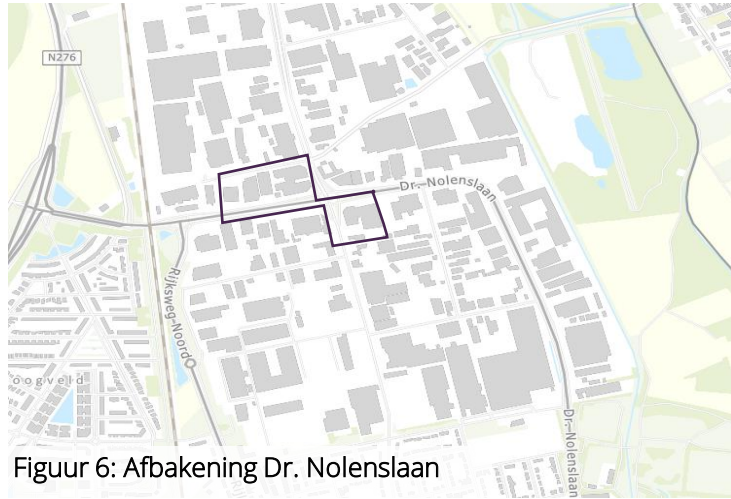 N276
Dr.-Nolenslaan
Rijksweg-Noord
oogveld
Dr.-Nolenslaan
Figuur 6: Afbakening Dr. Nolenslaan